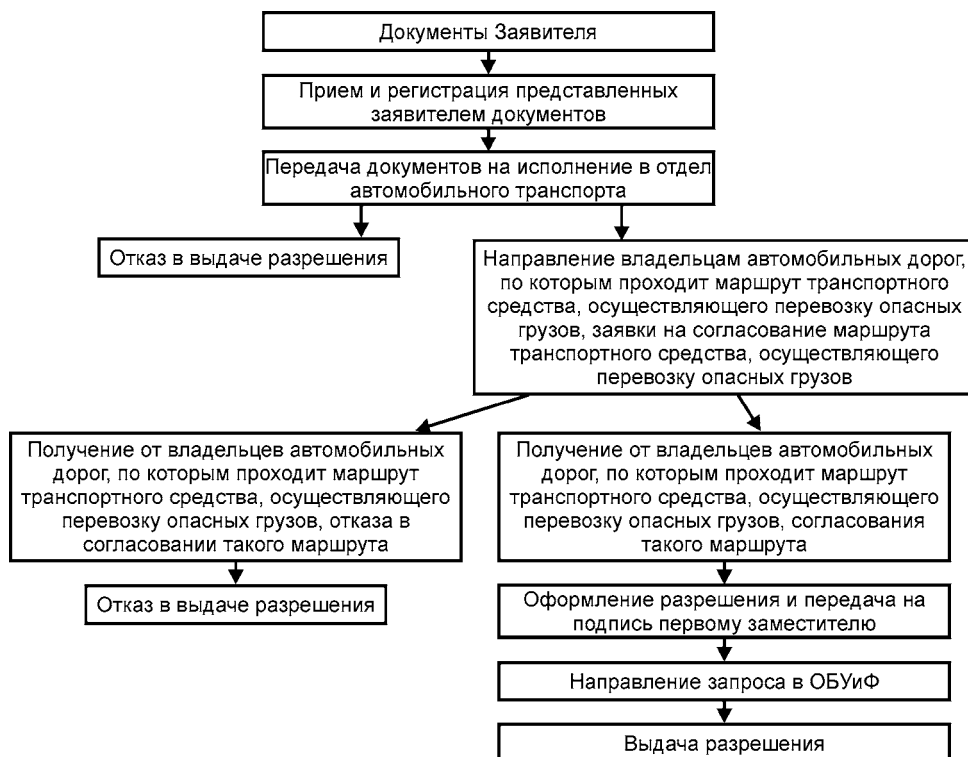 Документы Заявителя
Прием и регистрация представленных
заявителем документов
Передача документов на исполнение в отдел
автомобильного транспорта
Отказ в выдаче разрешения
Направление владельцам автомобильных дорог,
по которым проходит маршрут транспортного
средства, осуществляющего перевозку опасных
грузов, заявки на согласование маршрута
транспортного средства, осуществляющего
перевозку опасных грузов
Получение от владельцев автомобильных
дорог, по которым проходит маршрут
транспортного средства, осуществляющего
перевозку опасных грузов, отказа в
согласовании такого маршрута
Отказ в выдаче разрешения
Получение от владельцев автомобильных
дорог, по которым проходит маршрут
транспортного средства, осуществляющего
перевозку опасных грузов, согласования
такого маршрута
Оформление разрешения и передача на
подпись первому заместителю
Направление запроса в ОБУиФ
Выдача разрешения